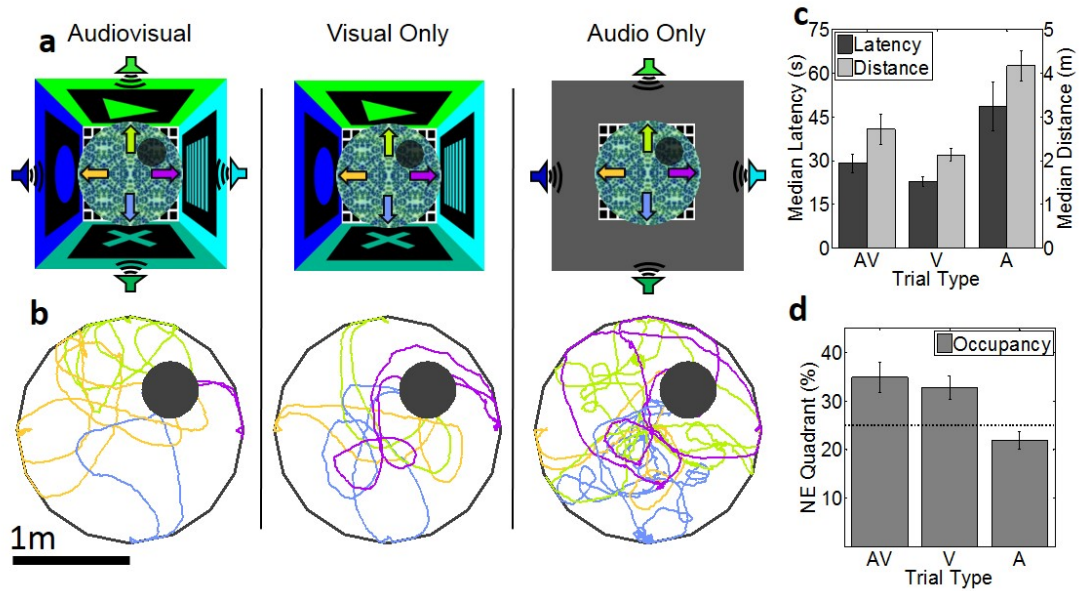 a
Audiovisual
Visual Only
Audio Only
b
1m
c
Latency
Distance
Median Latency (s)
75
60
45
30
15
0
Median Distance (m)
5
4
3
2
1
0
AV V A
Trial Type
d
Occupancy
NE Quadrant (%)
40
30
20
10
AV V A
Trial Type